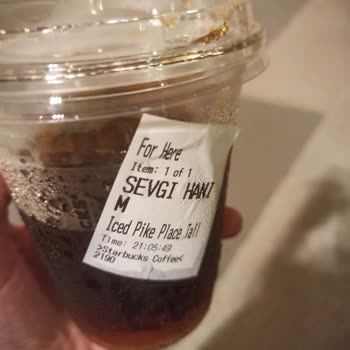 For Here
Item: 1 of 1
SEVGI HANI
M
Iced Pike Place Tall
Time: 21:05:49
>Starbucks Coffee<
2190